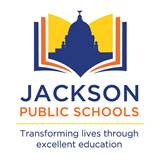 JACKSON
PUBLIC SCHOOLS
Transforming lives through
excellent education